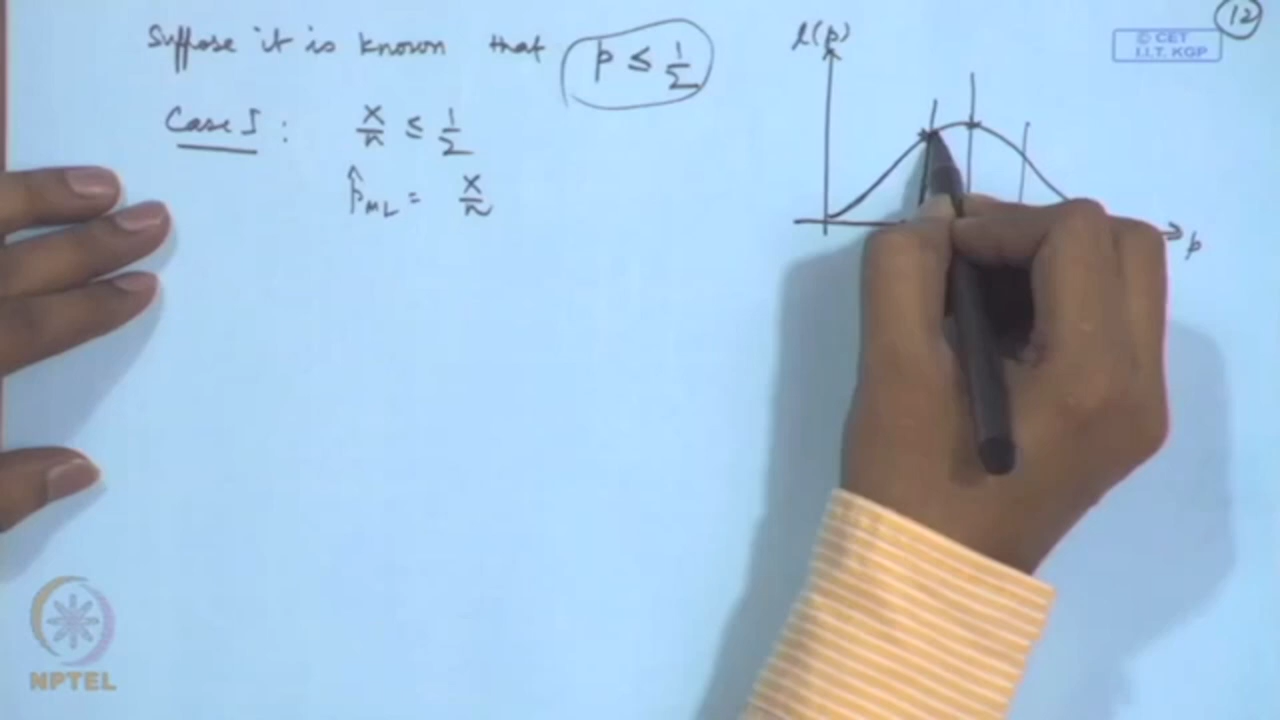 Suppose it is known that p ≤ 1/2
Case I : X/n ≤ 1/2
p̂ML = X/n
l(p)
p
12
© CET
I.I.T. KGP
NPTEL